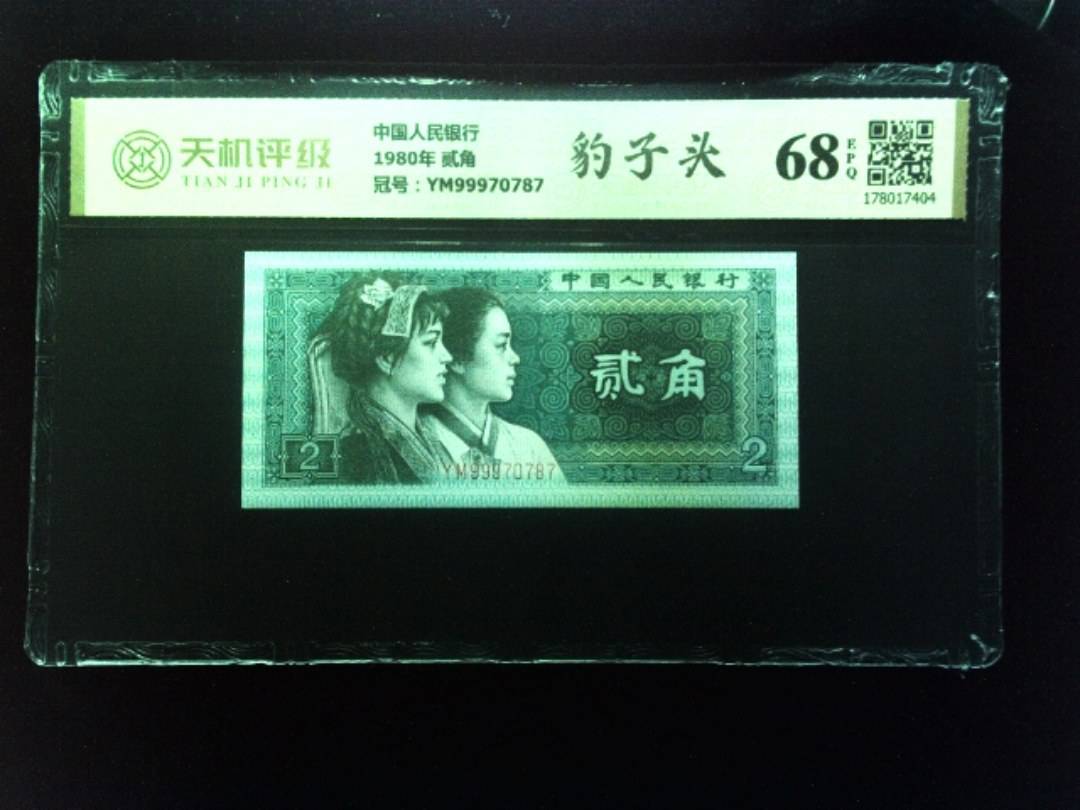 天机评级
TIAN JI PING JI
中国人民银行
1980年 贰角
冠号：YM99970787
豹子头
68
EPQ
178017404
中国人民银行
贰角
2
2
YM99970787